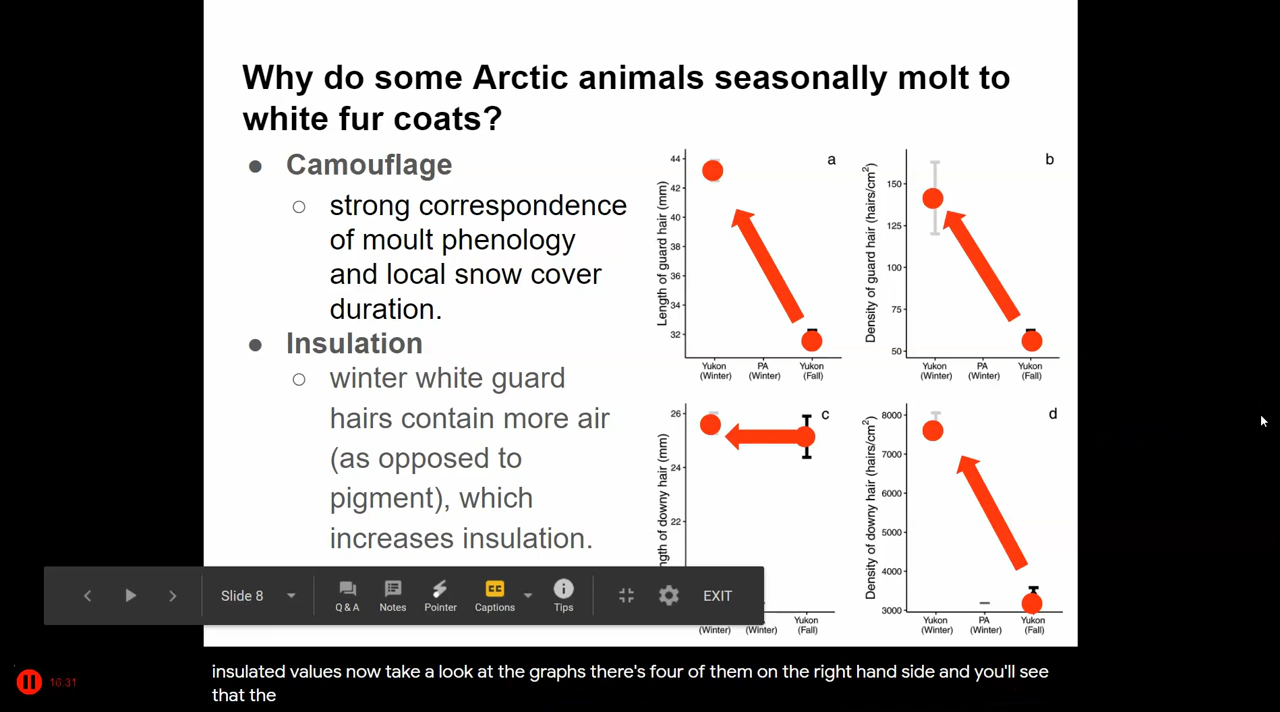 Why do some Arctic animals seasonally molt to
white fur coats?
● Camouflage
○ strong correspondence
of moult phenology
and local snow cover
duration.
● Insulation
○ winter white guard
hairs contain more air
(as opposed to
pigment), which
increases insulation.
a
Length of guard hair (mm)
44
42
40
38
36
34
32
Yukon PA Yukon
(Winter) (Winter) (Fall)
b
Density of guard hair (hairs/cm²)
150
125
100
75
50
Yukon PA Yukon
(Winter) (Winter) (Fall)
c
ngth of downy hair (mm)
26
24
22
Yukon
(Winter) (Winter) (Fall)
d
Density of downy hair (hairs/cm²)
8000
7000
6000
5000
4000
3000
Yukon PA Yukon
(Winter) (Winter) (Fall)
Slide 8
Q & A Notes Pointer Captions Tips EXIT
CC
16:31
insulated values now take a look at the graphs there's four of them on the right hand side and you'll see
that the